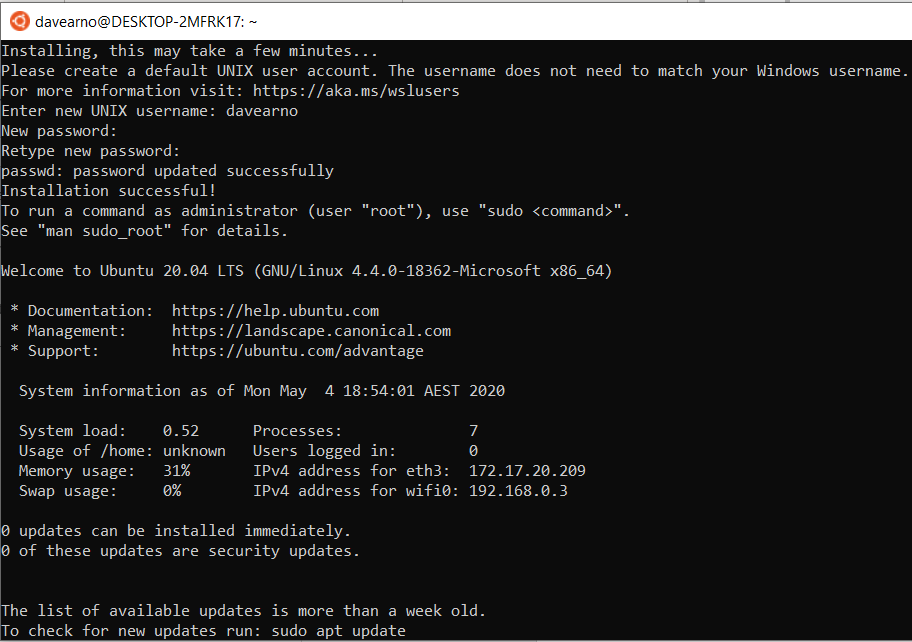 davearno@DESKTOP-2MFRK17: ~
Installing, this may take a few minutes...
Please create a default UNIX user account. The username does not need to match your Windows username.
For more information visit: https://aka.ms/wslusers
Enter new UNIX username: davearno
New password:
Retype new password:
passwd: password updated successfully
Installation successful!
To run a command as administrator (user "root"), use "sudo <command>".
See "man sudo_root" for details.

Welcome to Ubuntu 20.04 LTS (GNU/Linux 4.4.0-18362-Microsoft x86_64)

 * Documentation:  https://help.ubuntu.com
 * Management:     https://landscape.canonical.com
 * Support:        https://ubuntu.com/advantage

  System information as of Mon May  4 18:54:01 AEST 2020

  System load:    0.52      Processes:              7
  Usage of /home: unknown   Users logged in:        0
  Memory usage:   31%       IPv4 address for eth3:  172.17.20.209
  Swap usage:     0%        IPv4 address for wifi0: 192.168.0.3

0 updates can be installed immediately.
0 of these updates are security updates.

The list of available updates is more than a week old.
To check for new updates run: sudo apt update